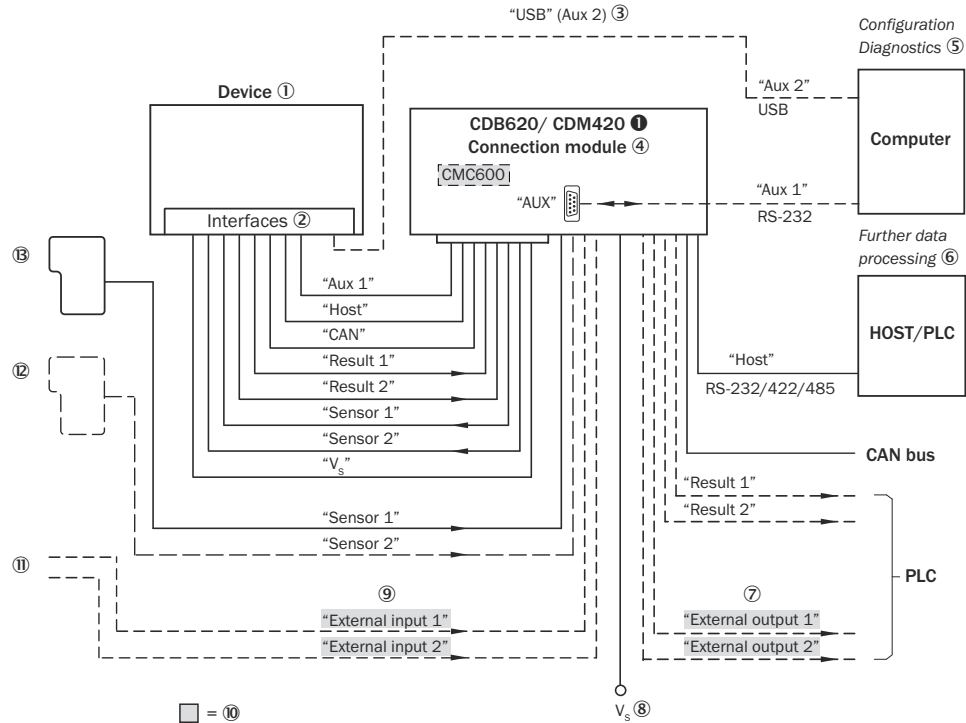 “USB” (Aux 2) ③
Configuration
Diagnostics ⑤
Device ①
“Aux 2”
USB
CDB620/ CDM420 ❶
Connection module ④
Computer
CMC600
“AUX”
“Aux 1”
RS-232
Interfaces ②
Further data
processing ⑥
⑬
“Aux 1”
“Host”
“CAN”
HOST/PLC
“Result 1”
“Host”
⑫
“Result 2”
RS-232/422/485
“Sensor 1”
“Sensor 2”
CAN bus
“Vs”
“Result 1”
“Sensor 1”
“Result 2”
“Sensor 2”
⑪
PLC
⑨
⑦
“External input 1”
“External output 1”
“External input 2”
“External output 2”
= ⑩
Vs ⑧